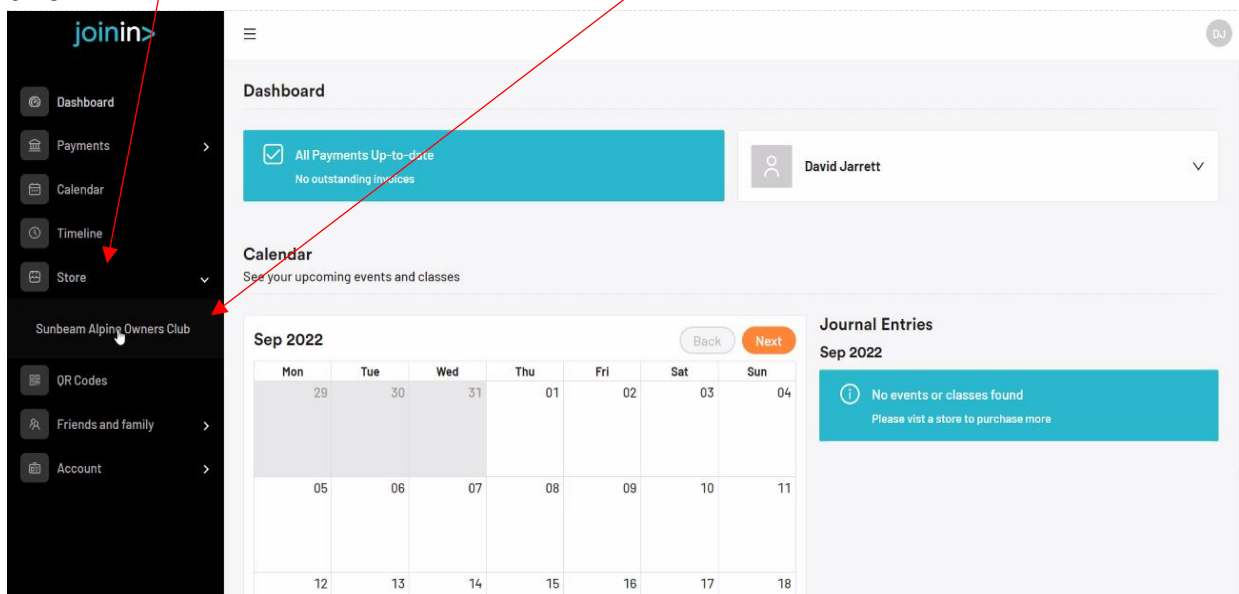 joinin>
DJ
Dashboard
Payments
Calendar
Timeline
Store
Sunbeam Alpine Owners Club
QR Codes
Friends and family
Account
Dashboard
All Payments Up-to-date
No outstanding invoices
David Jarrett
Calendar
See your upcoming events and classes
Sep 2022
Back
Next
Mon Tue Wed Thu Fri Sat Sun
29 30 31 01 02 03 04
05 06 07 08 09 10 11
12 13 14 15 16 17 18
Journal Entries
Sep 2022
No events or classes found
Please vist a store to purchase more